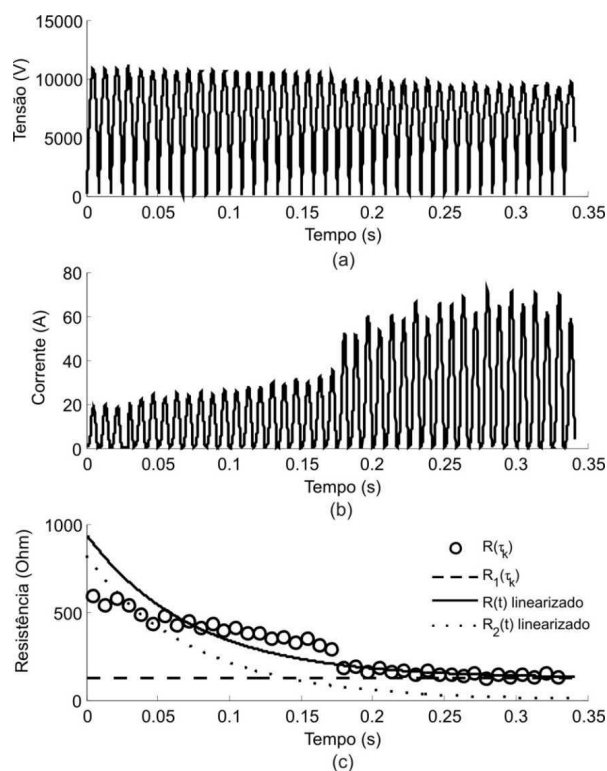 (a)
15000
10000
5000
0
Tensão (V)
0 0.05 0.1 0.15 0.2 0.25 0.3 0.35
Tempo (s)
(a)
80
60
40
20
0
Corrente (A)
0 0.05 0.1 0.15 0.2 0.25 0.3 0.35
Tempo (s)
(b)
1000
500
0
Resistência (Ohm)
R(τk)
R1(τk)
R(t) linearizado
R2(t) linearizado
0 0.05 0.1 0.15 0.2 0.25 0.3 0.35
Tempo (s)
(c)